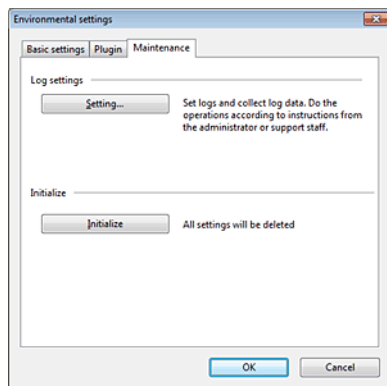 Environmental settings
Basic settings Plugin Maintenance
Log settings
Setting...
Set logs and collect log data. Do the
operations according to instructions from
the administrator or support staff.
Initialize
Initialize
All settings will be deleted
OK Cancel